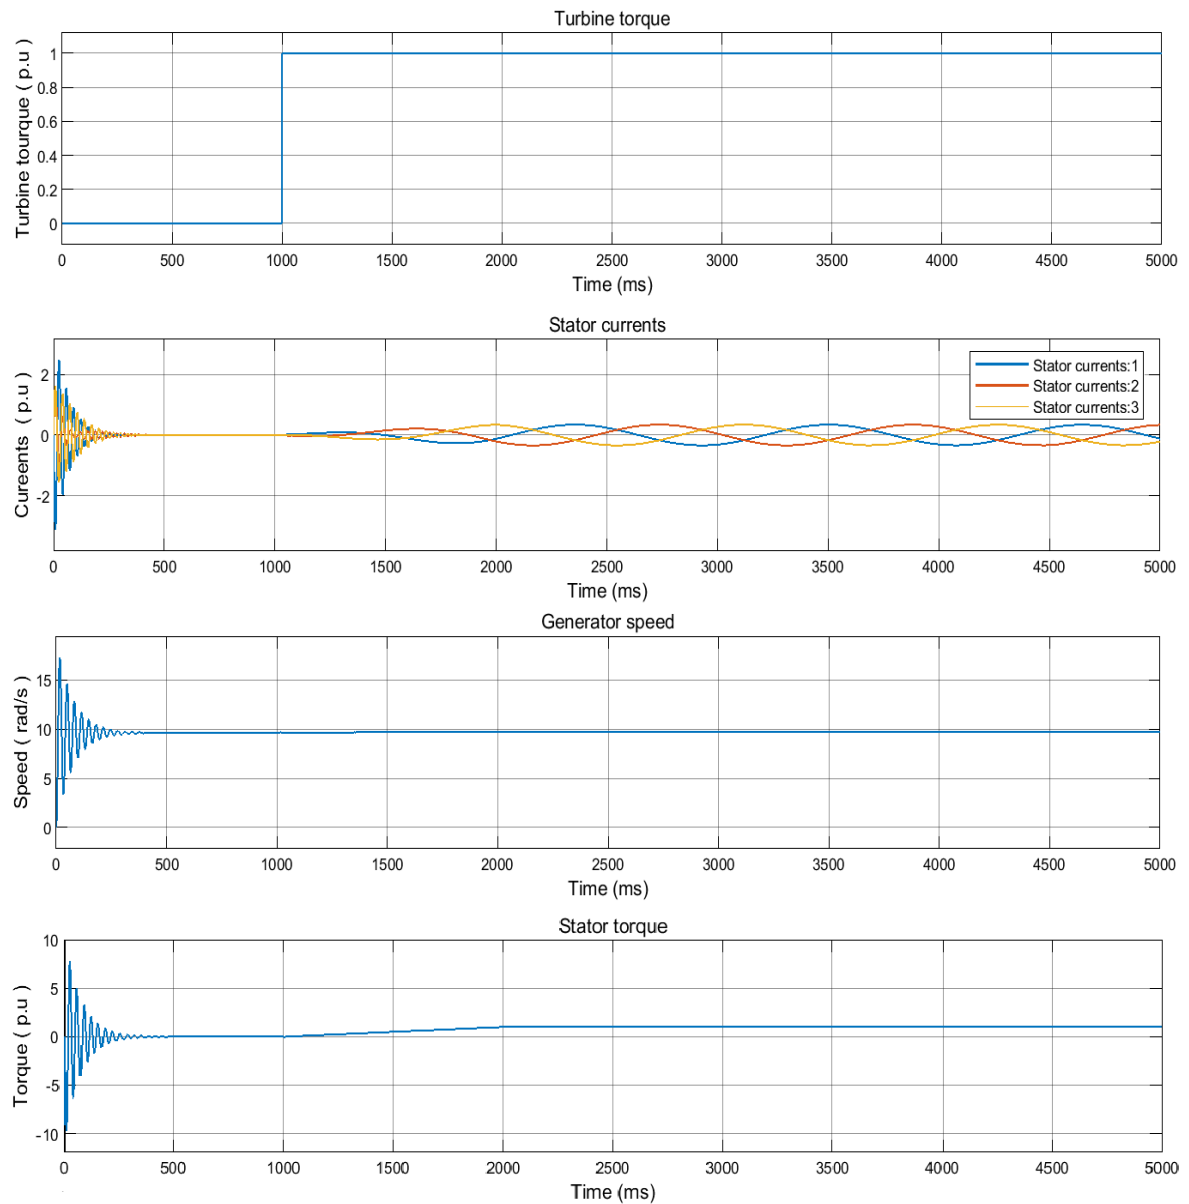 Turbine torque
Turbine tourque ( p.u )
1
0.8
0.6
0.4
0.2
0
0 500 1000 1500 2000 2500 3000 3500 4000 4500 5000
Time (ms)
Stator currents
Curuents ( p.u )
2
0
-2
Stator currents:1
Stator currents:2
Stator currents:3
0 500 1000 1500 2000 2500 3000 3500 4000 4500 5000
Time (ms)
Generator speed
Speed ( rad/s )
15
10
5
0
0 500 1000 1500 2000 2500 3000 3500 4000 4500 5000
Time (ms)
Stator torque
Torque ( p.u )
10
5
0
-5
-10
0 500 1000 1500 2000 2500 3000 3500 4000 4500 5000
Time (ms)